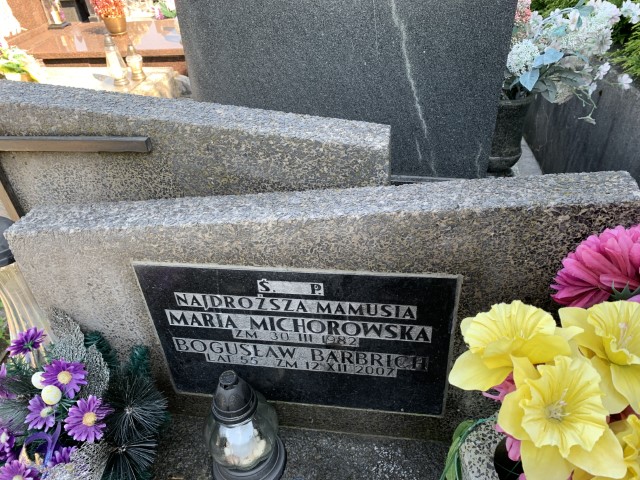 Ś. P.
NAJDROŻSZA MAMUSIA
MARIA MICHOROWSKA
ZM 30 III 1982
BOGUSŁAW BARBRICH
LAT 55 ZM 12 XII 2007